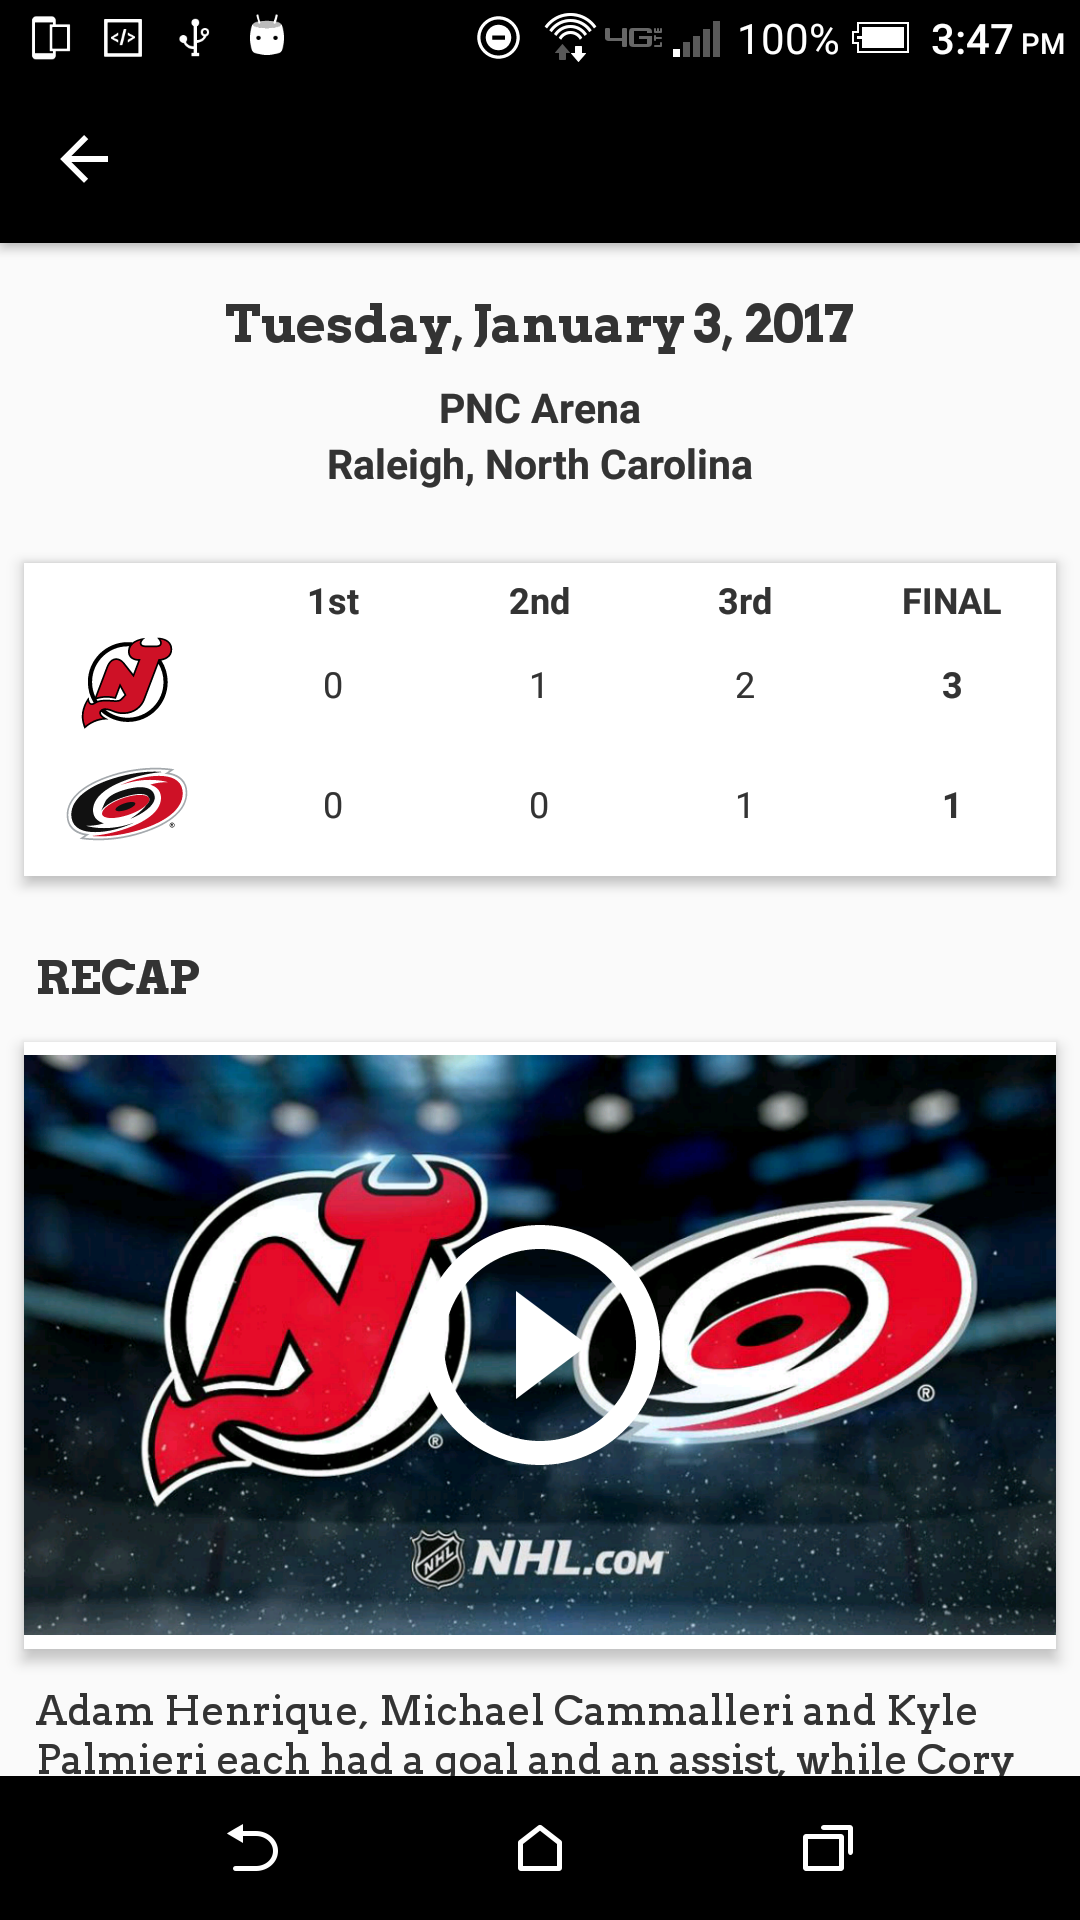 4G LTE 100% 3:47 PM
Tuesday, January 3, 2017
PNC Arena
Raleigh, North Carolina
1st 2nd 3rd FINAL
0 1 2 3
0 0 1 1
RECAP
NHL NHL.COM
Adam Henrique, Michael Cammalleri and Kyle
Palmieri each had a goal and an assist, while Cory